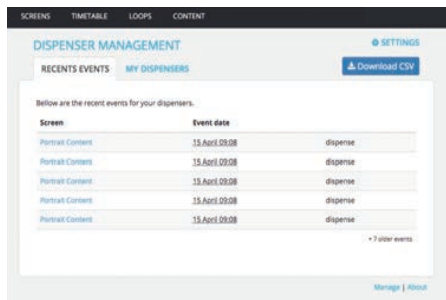 SCREENS TIMETABLE LOOPS CONTENT
DISPENSER MANAGEMENT SETTINGS
RECENTS EVENTS MY DISPENSERS Download CSV
Bellow are the recent events for your dispensers.
Screen Event date
Portrait Content 15 April 09:08 dispense
Portrait Content 15 April 09:08 dispense
Portrait Content 15 April 09:08 dispense
Portrait Content 15 April 09:08 dispense
Portrait Content 15 April 09:08 dispense
+ 7 older events
Manage | About